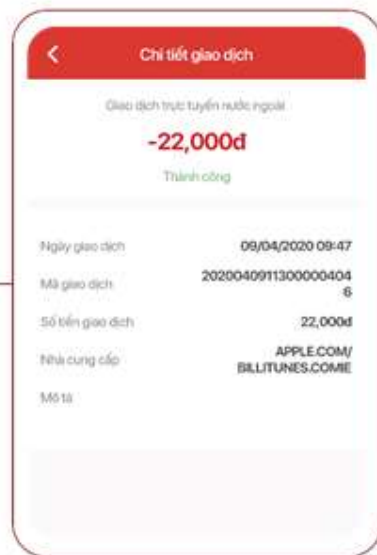 Chi tiết giao dịch
Giao dịch trực tuyến nước ngoài
-22,000đ
Thành công
Ngày giao dịch
09/04/2020 09:47
Mã giao dịch
2020040911300000404
6
Số tiền giao dịch
22,000đ
Nhà cung cấp
APPLE.COM/
BILLITUNES.COMIE
Mô tả